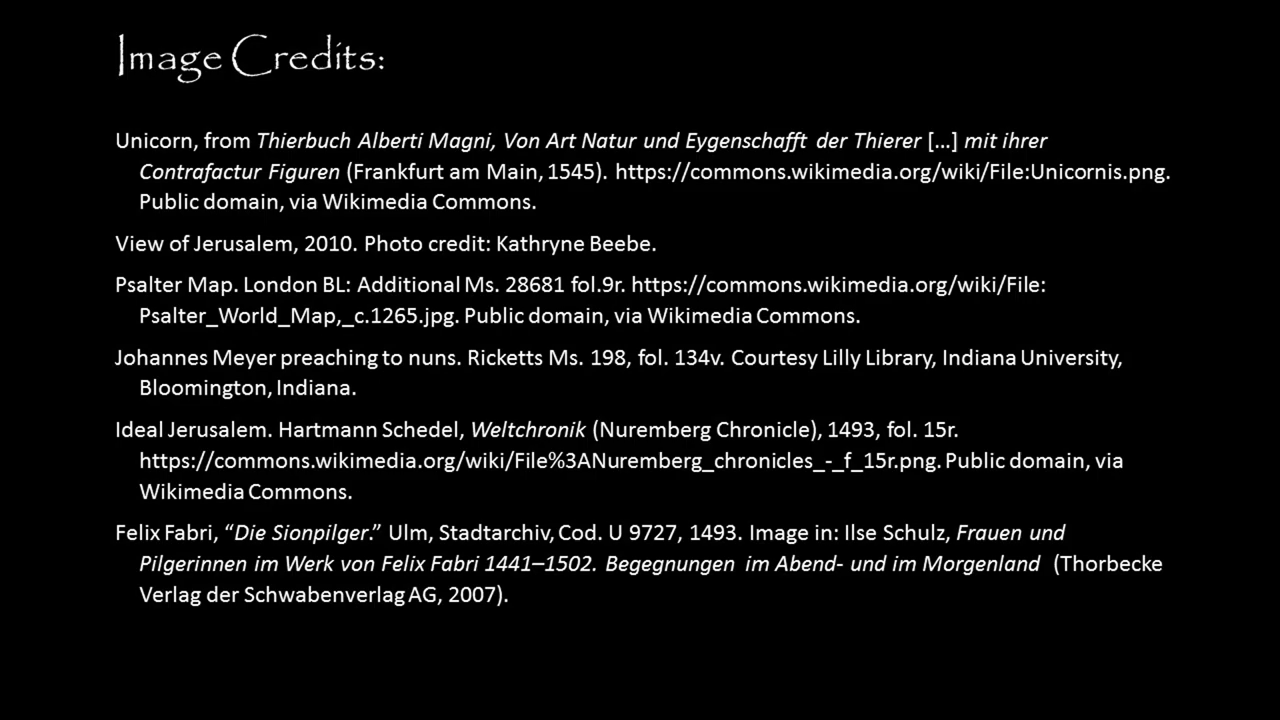 Image Credits:
Unicorn, from Thierbuch Alberti Magni, Von Art Natur und Eygenschafft der Thierer […] mit ihrer
Contrafactur Figuren (Frankfurt am Main, 1545). https://commons.wikimedia.org/wiki/File:Unicornis.png.
Public domain, via Wikimedia Commons.
View of Jerusalem, 2010. Photo credit: Kathryne Beebe.
Psalter Map. London BL: Additional Ms. 28681 fol.9r. https://commons.wikimedia.org/wiki/File:
Psalter_World_Map,_c.1265.jpg. Public domain, via Wikimedia Commons.
Johannes Meyer preaching to nuns. Ricketts Ms. 198, fol. 134v. Courtesy Lilly Library, Indiana University,
Bloomington, Indiana.
Ideal Jerusalem. Hartmann Schedel, Weltchronik (Nuremberg Chronicle), 1493, fol. 15r.
https://commons.wikimedia.org/wiki/File%3ANuremberg_chronicles_-_f_15r.png. Public domain, via
Wikimedia Commons.
Felix Fabri, “Die Sionpilger.” Ulm, Stadtarchiv, Cod. U 9727, 1493. Image in: Ilse Schulz, Frauen und
Pilgerinnen im Werk von Felix Fabri 1441–1502. Begegnungen im Abend- und im Morgenland (Thorbecke
Verlag der Schwabenverlag AG, 2007).